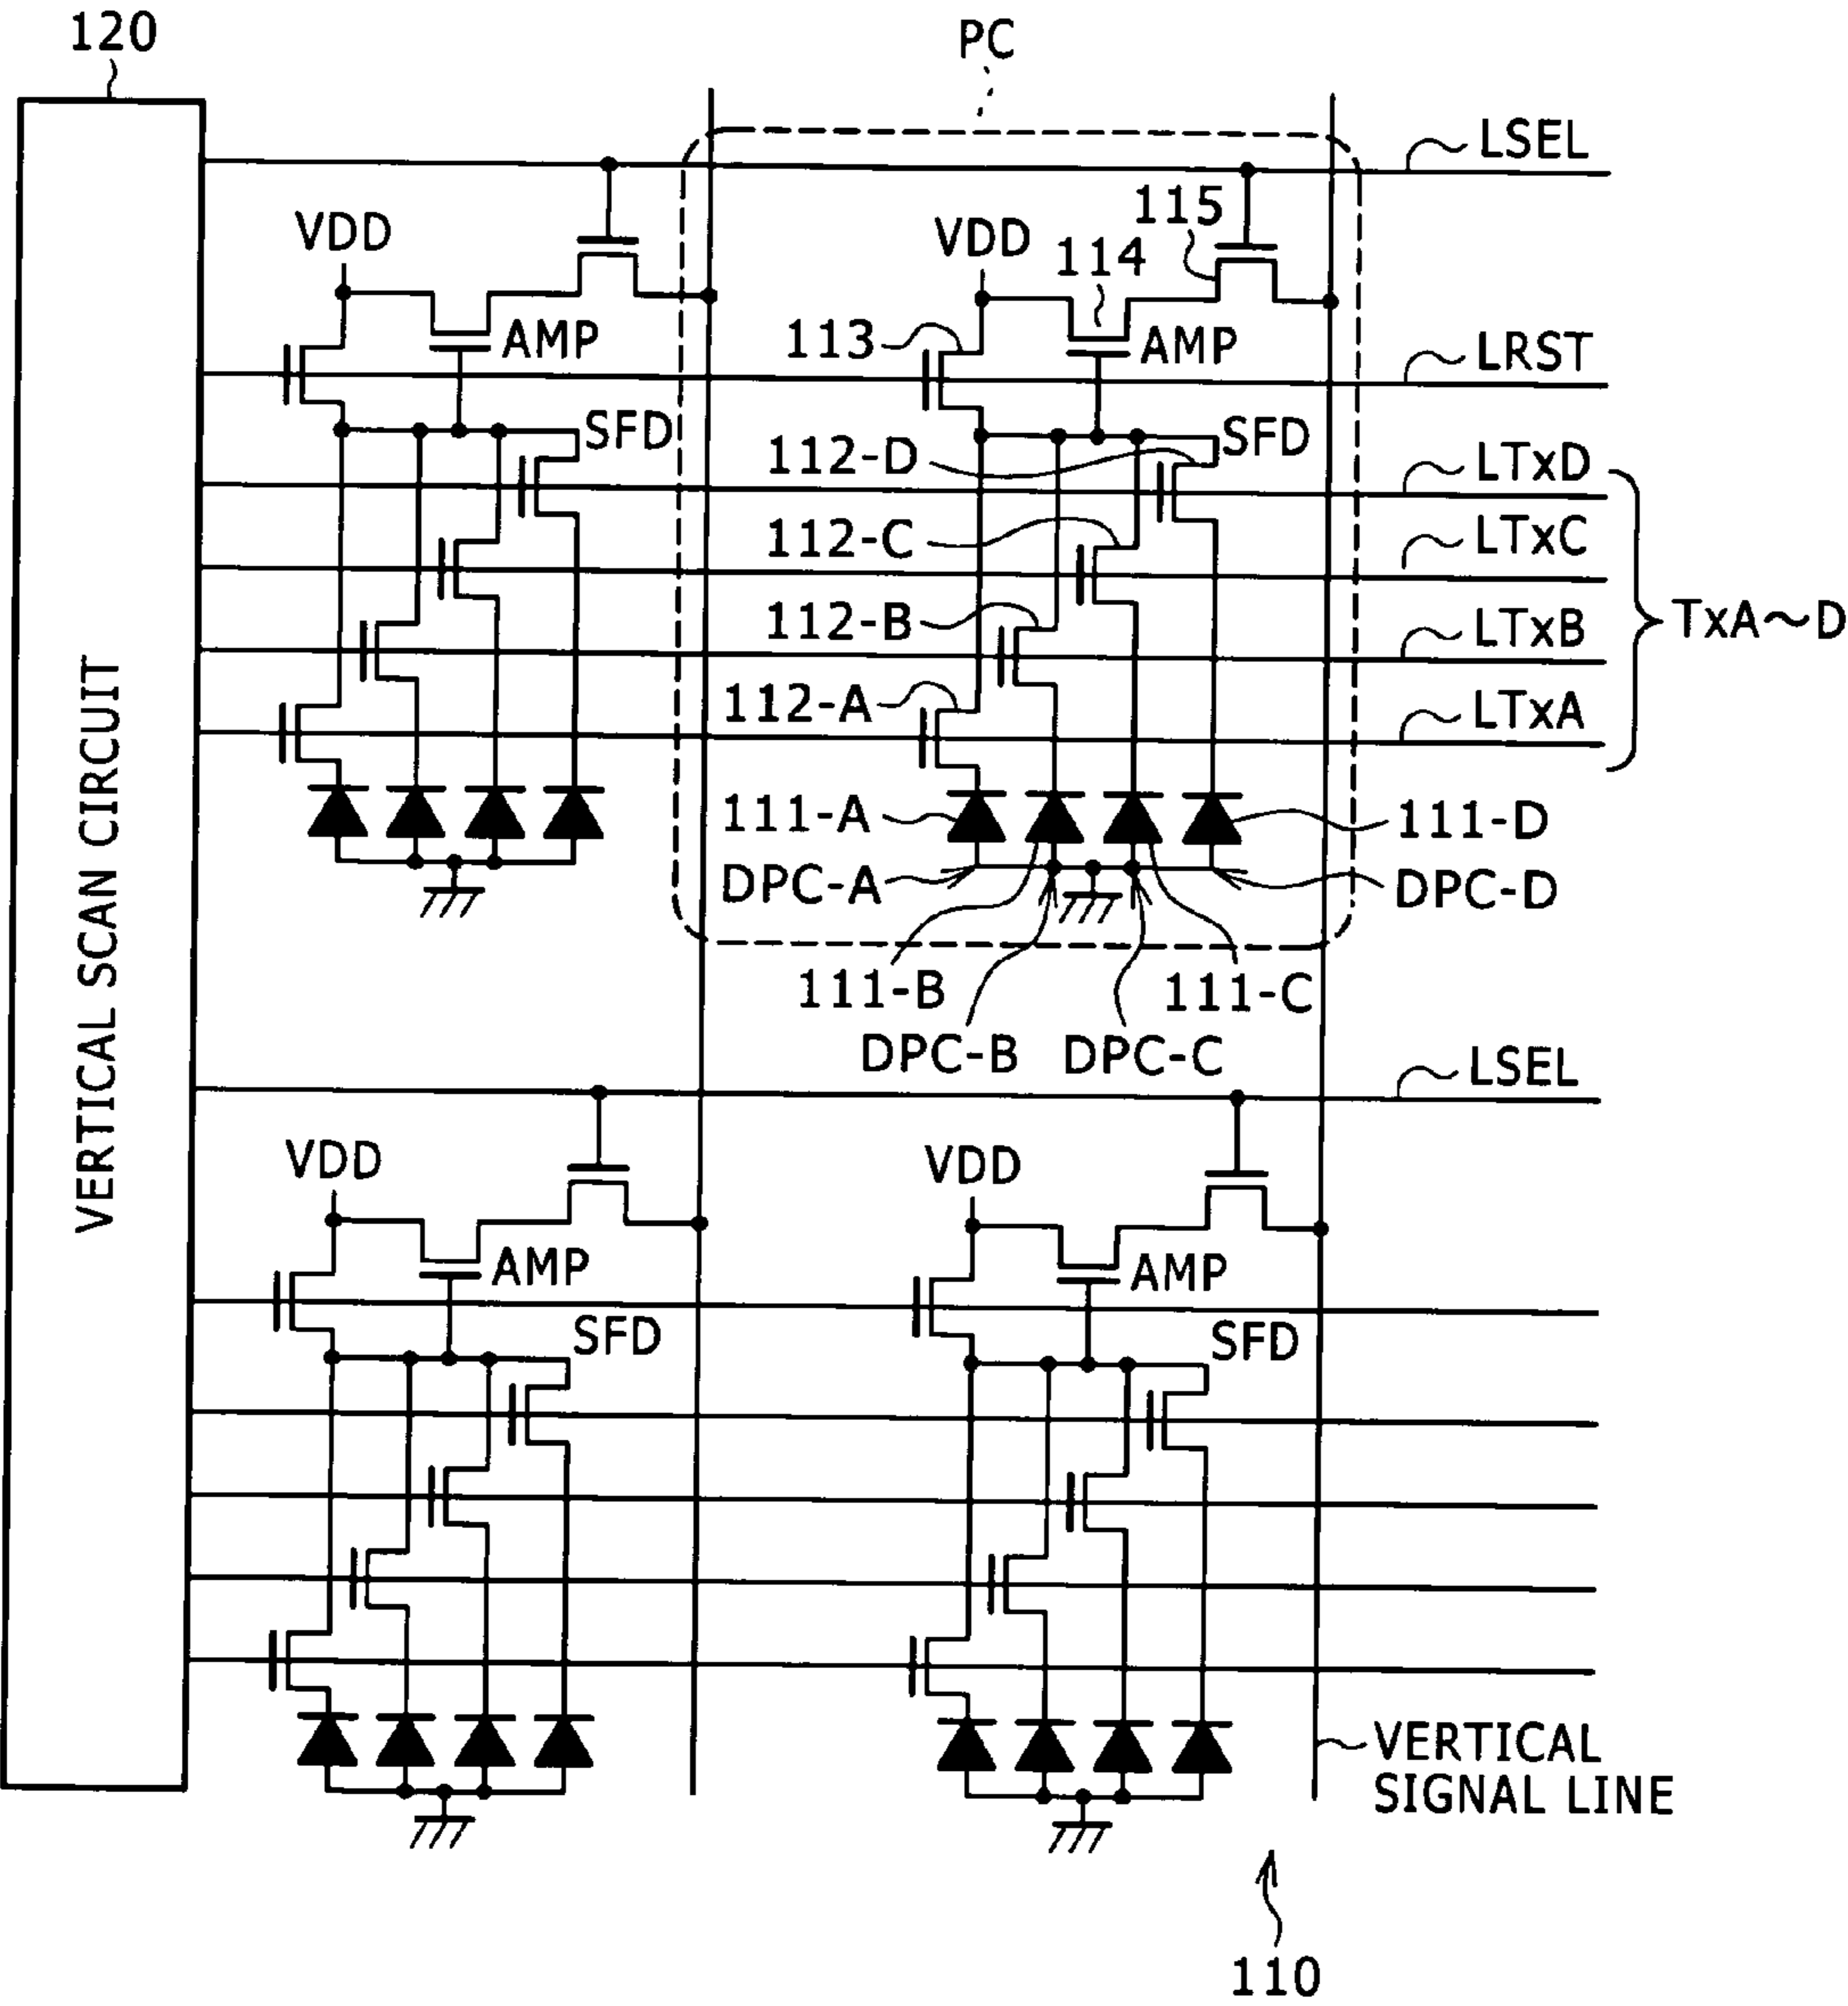 120
PC
LSEL
VDD
VDD
115
114
AMP
113
AMP
LRST
SFD
112-D
SFD
LTxD
112-C
LTxC
112-B
LTxB
TxA～D
112-A
LTxA
VERTICAL SCAN CIRCUIT
111-A
111-D
DPC-A
DPC-D
111-B
111-C
DPC-B
DPC-C
LSEL
VDD
VDD
AMP
AMP
SFD
SFD
VERTICAL
SIGNAL LINE
110